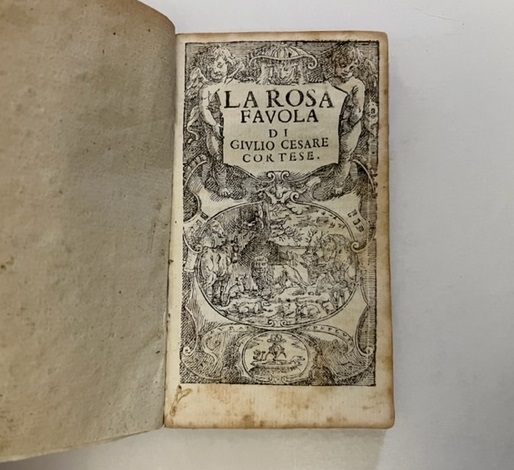 LA ROSA
FAVOLA
DI
GIVLIO CESARE
CORTESE.